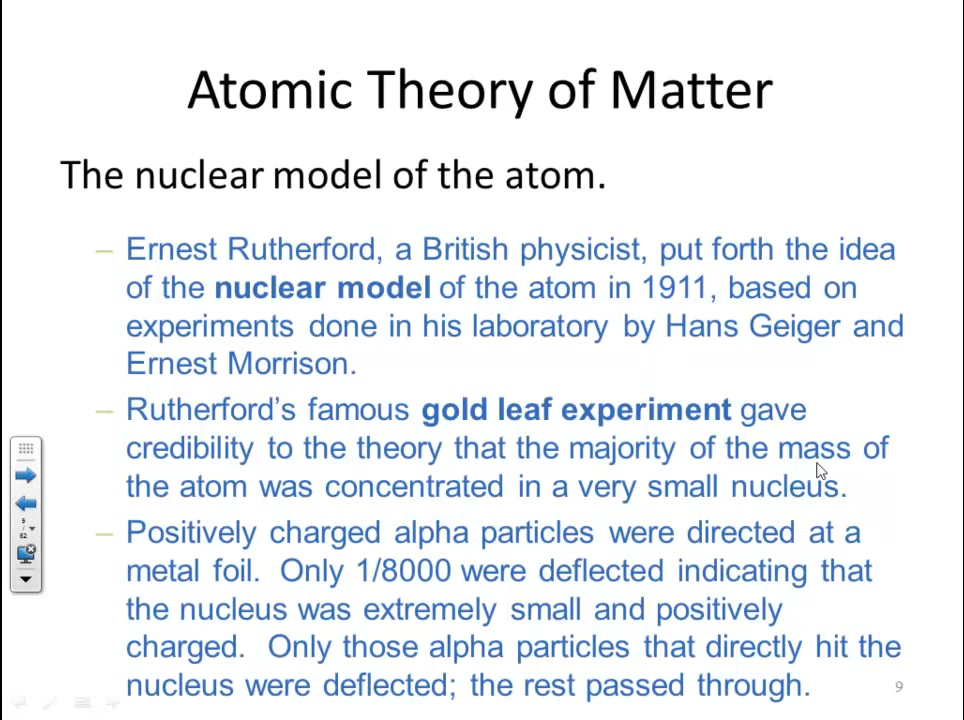 Atomic Theory of Matter
The nuclear model of the atom.
– Ernest Rutherford, a British physicist, put forth the idea
of the nuclear model of the atom in 1911, based on
experiments done in his laboratory by Hans Geiger and
Ernest Morrison.
– Rutherford's famous gold leaf experiment gave
credibility to the theory that the majority of the mass of
the atom was concentrated in a very small nucleus.
– Positively charged alpha particles were directed at a
metal foil.  Only 1/8000 were deflected indicating that
the nucleus was extremely small and positively
charged.  Only those alpha particles that directly hit the
nucleus were deflected; the rest passed through.
9
9
/
62